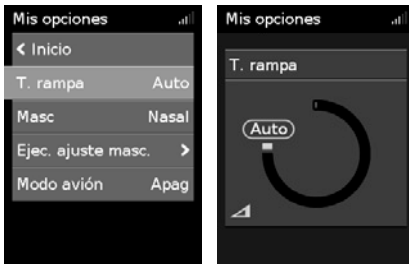 Mis opciones
< Inicio
T. rampa Auto
Masc Nasal
Ejec. ajuste masc. >
Modo avión Apag
Mis opciones
T. rampa
Auto